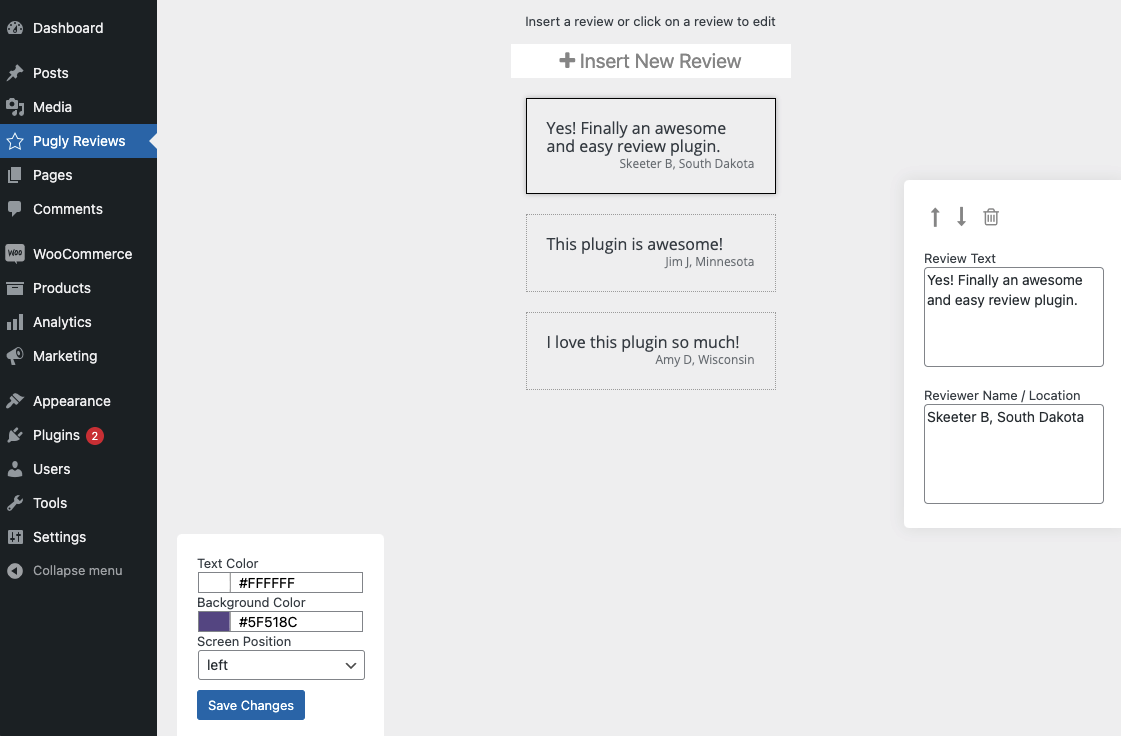 Dashboard
Posts
Media
Pugly Reviews
Pages
Comments
WOO WooCommerce
Products
Analytics
Marketing
Appearance
Plugins 2
Users
Tools
Settings
Collapse menu
Insert a review or click on a review to edit
Insert New Review
Yes! Finally an awesome
and easy review plugin.
Skeeter B, South Dakota
This plugin is awesome!
Jim J, Minnesota
I love this plugin so much!
Amy D, Wisconsin
Review Text
Yes! Finally an awesome
and easy review plugin.
Reviewer Name / Location
Skeeter B, South Dakota
Text Color
#FFFFFF
Background Color
#5F518C
Screen Position
left
Save Changes